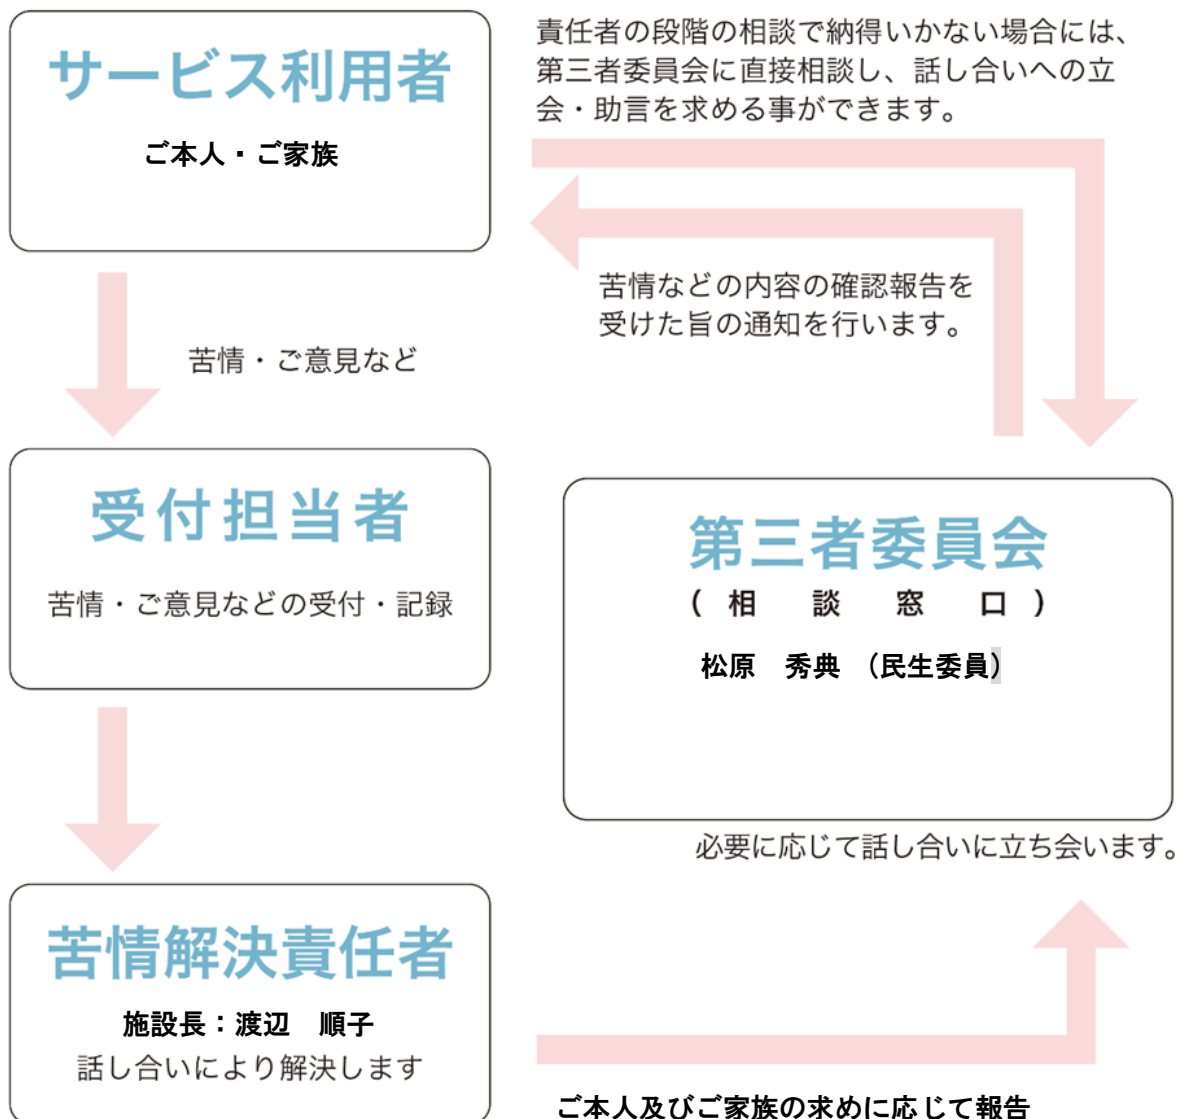 サービス利用者
ご本人・ご家族
責任者の段階の相談で納得いかない場合には、
第三者委員会に直接相談し、話し合いへの立
会・助言を求める事ができます。
苦情などの内容の確認報告を
受けた旨の通知を行います。
苦情・ご意見など
受付担当者
苦情・ご意見などの受付・記録
第三者委員会
(相 談 窓 口)
松原 秀典 (民生委員)
必要に応じて話し合いに立ち会います。
苦情解決責任者
施設長:渡辺 順子
話し合いにより解決します
ご本人及びご家族の求めに応じて報告